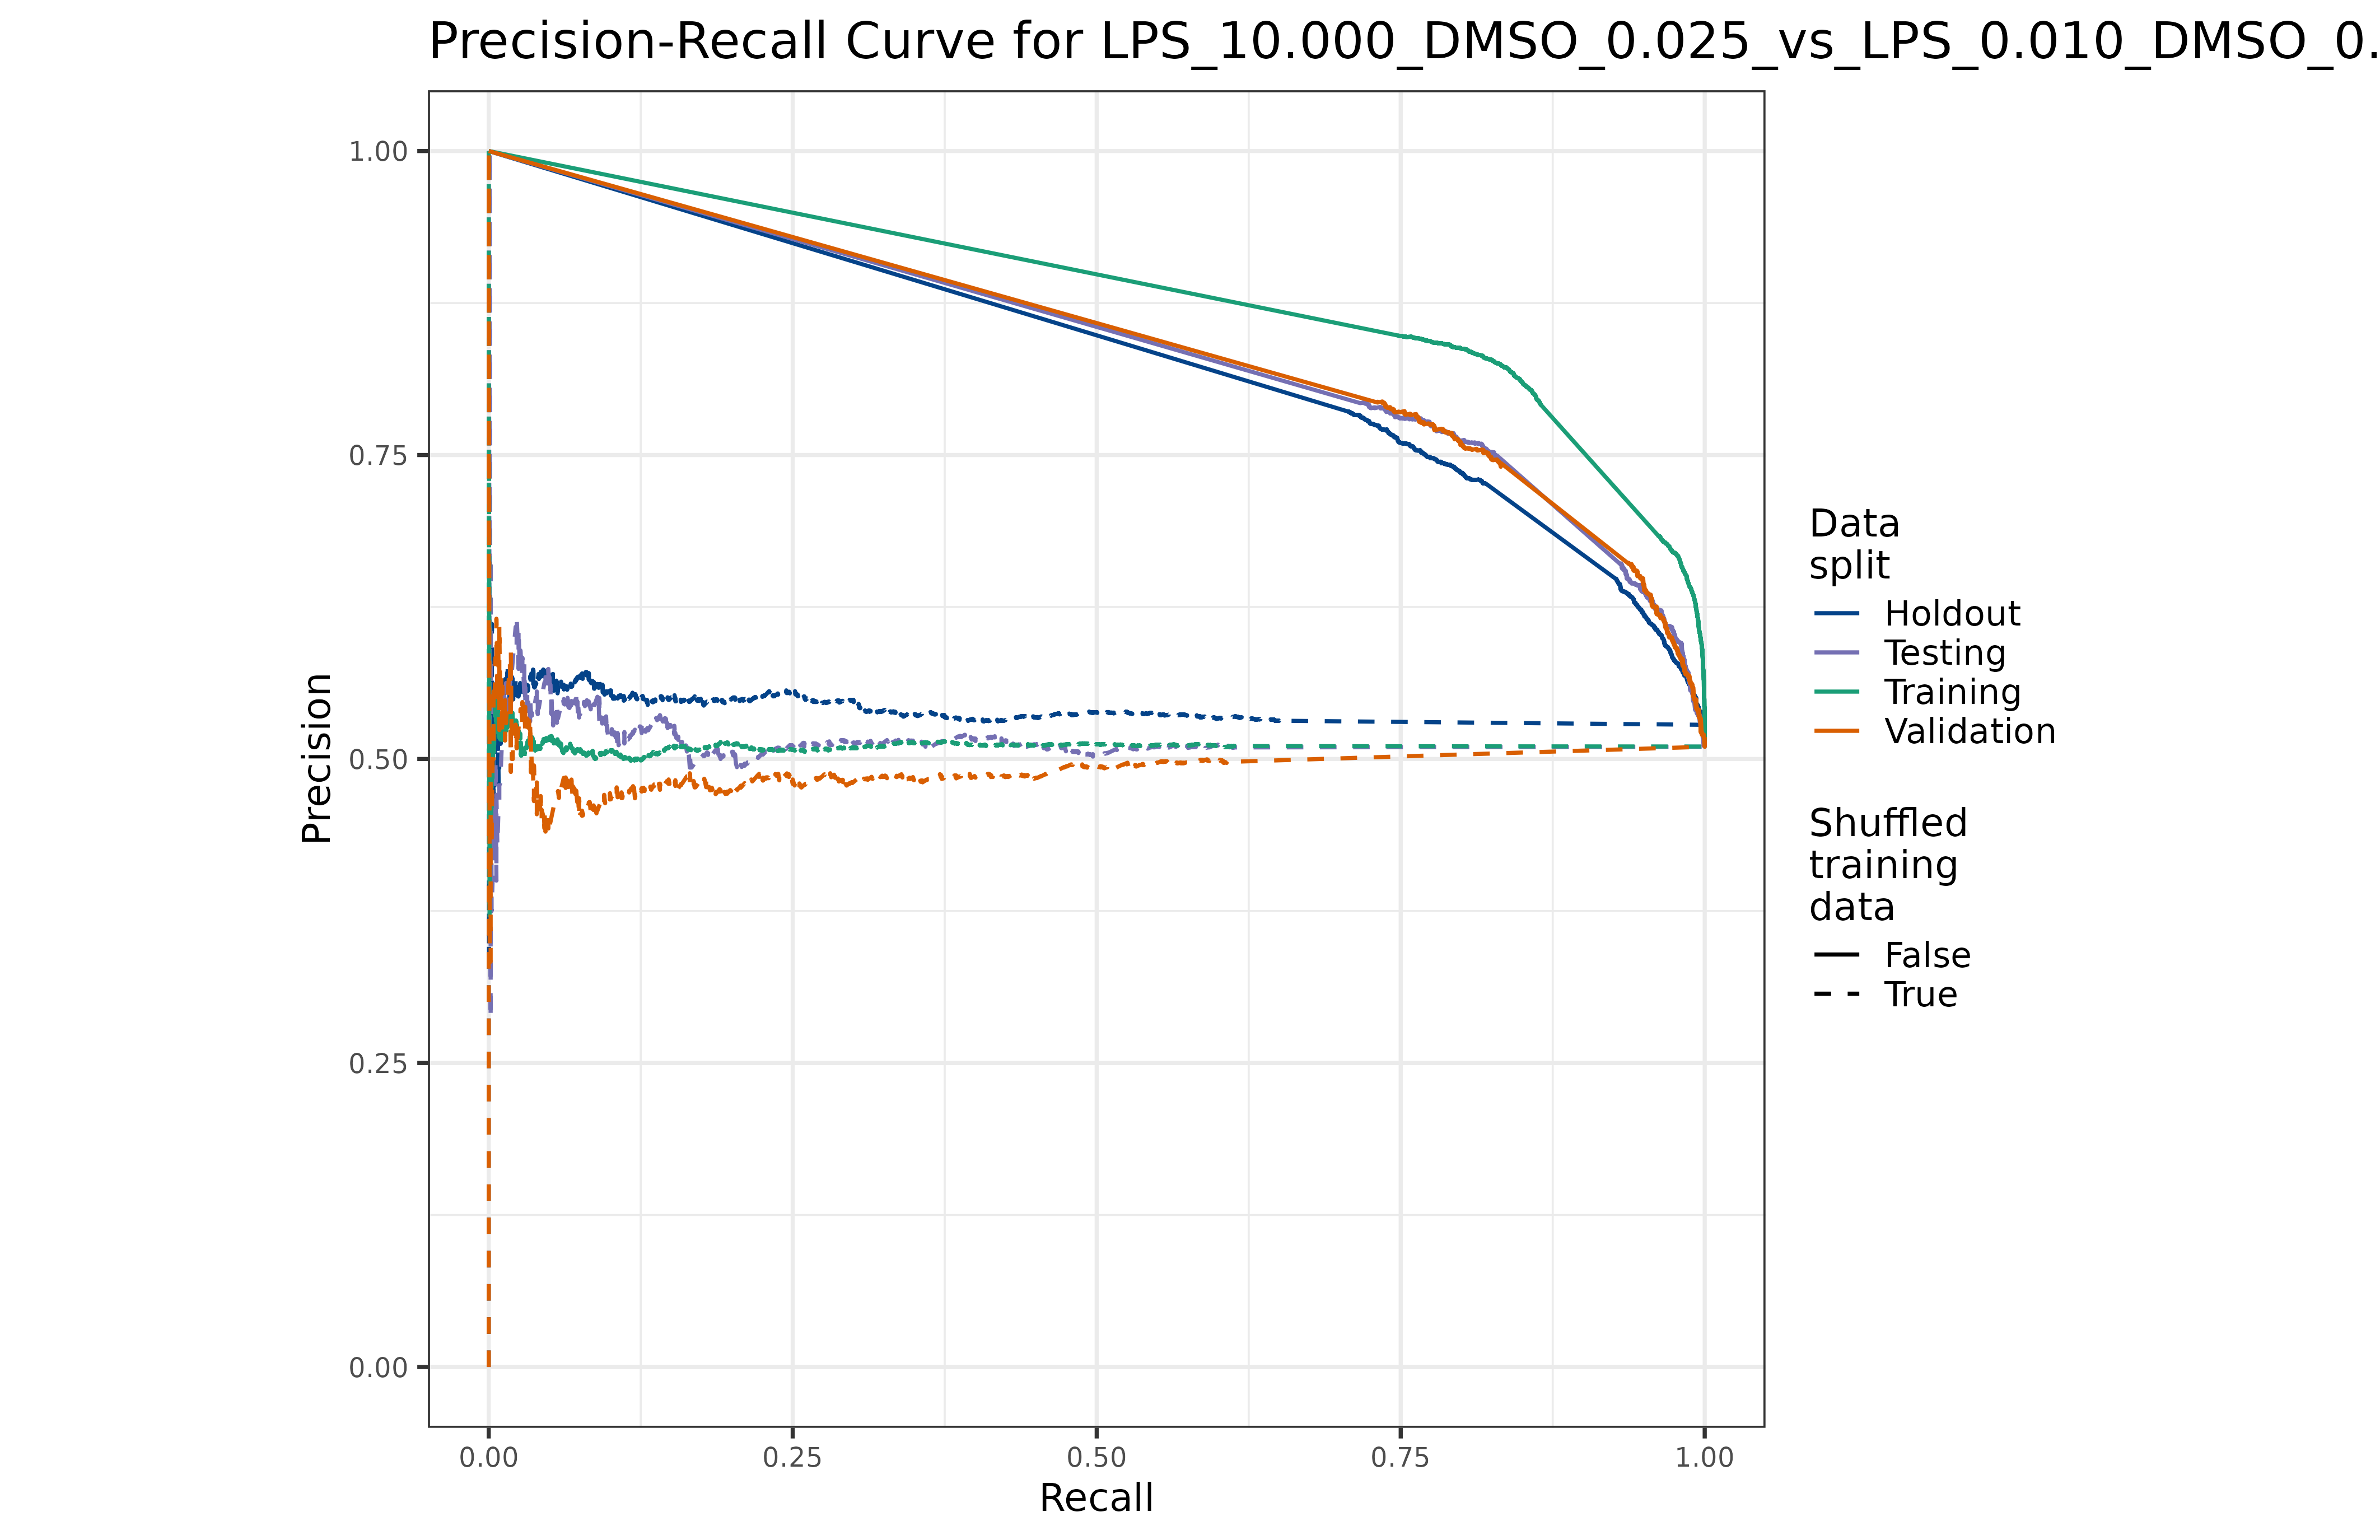 Precision-Recall Curve for LPS_10.000_DMSO_0.025_vs_LPS_0.010_DMSO_0.
1.00
0.75
0.50
0.25
0.00
Precision
0.00 0.25 0.50 0.75 1.00
Recall
Data
split
Holdout
Testing
Training
Validation
Shuffled
training
data
False
True